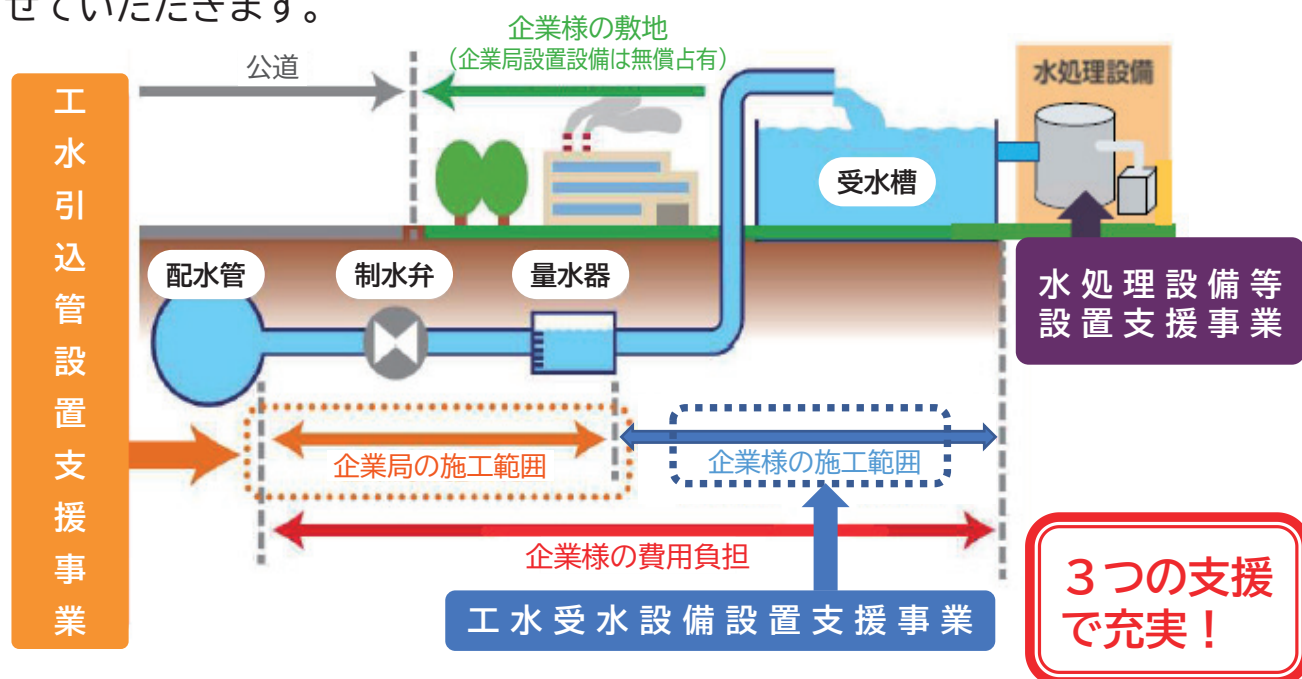 せていただきます。
企業様の敷地
（企業局設置設備は無償占有）
公道
水処理設備
工水引込管設置支援事業
受水槽
配水管
制水弁
量水器
水処理設備等
設置支援事業
企業局の施工範囲
企業様の施工範囲
企業様の費用負担
工水受水設備設置支援事業
３つの支援
で充実！